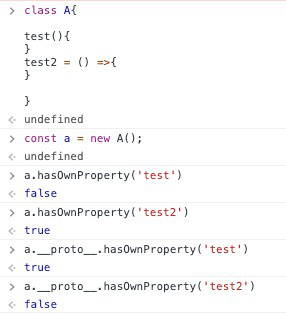 > class A{
test(){
}
test2 = () =>{
}
}
< undefined
> const a = new A();
< undefined
> a.hasOwnProperty('test')
< false
> a.hasOwnProperty('test2')
< true
> a.__proto__.hasOwnProperty('test')
< true
> a.__proto__.hasOwnProperty('test2')
< false